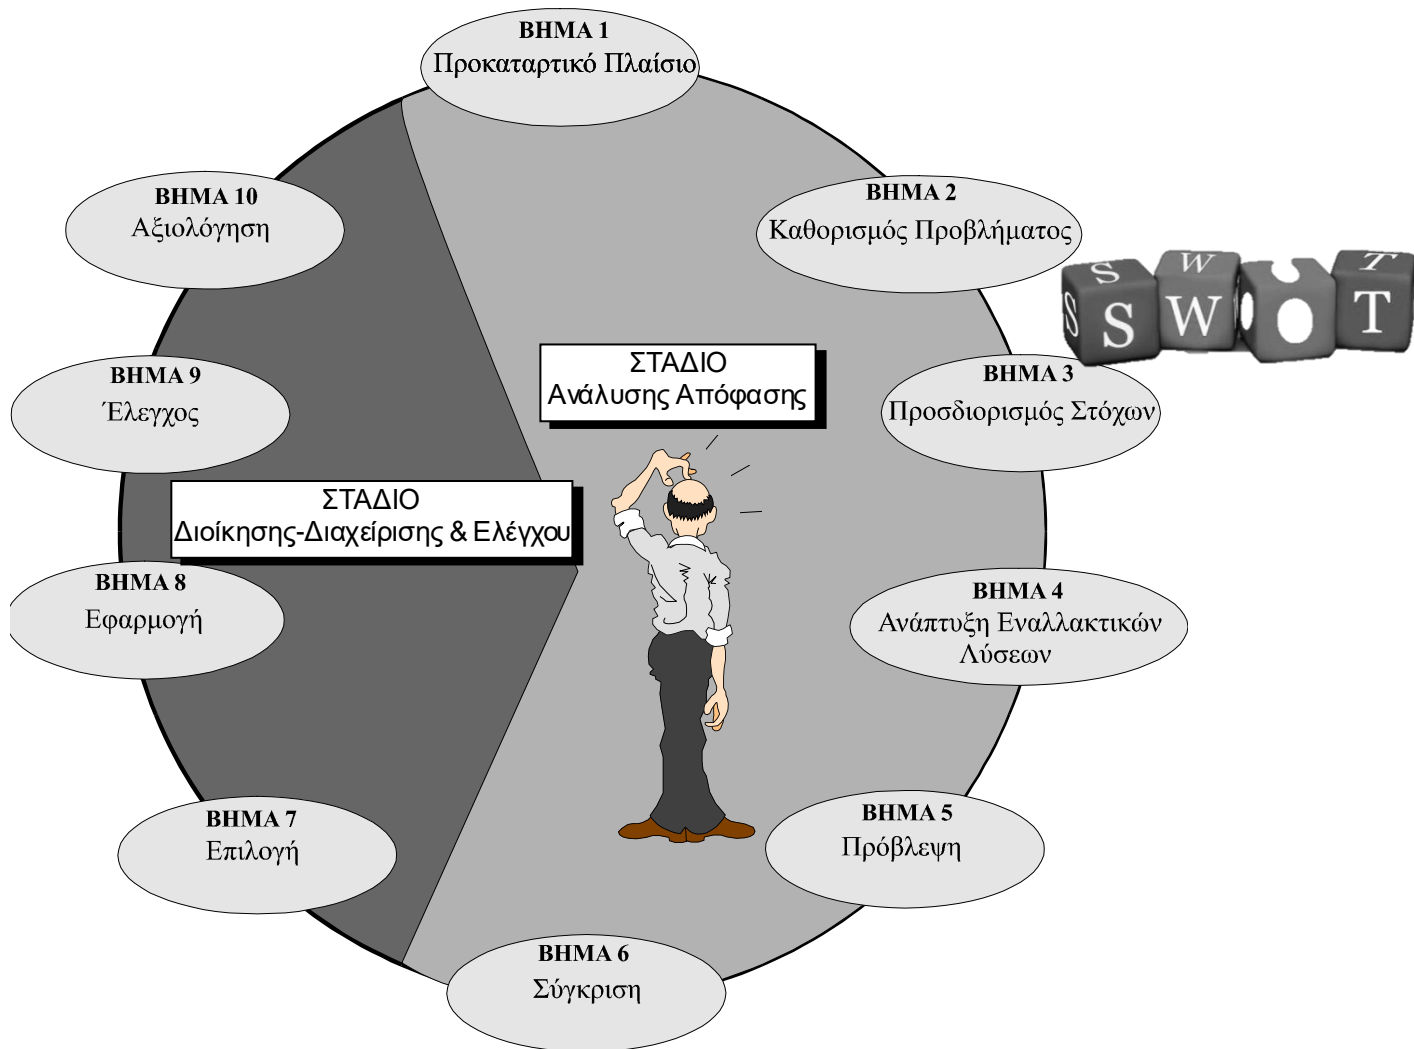 ΒΗΜΑ 1
Προκαταρτικό Πλαίσιο
ΒΗΜΑ 2
Καθορισμός Προβλήματος
S W T
S S W O O T
ΒΗΜΑ 3
Προσδιορισμός Στόχων
ΒΗΜΑ 4
Ανάπτυξη Εναλλακτικών
Λύσεων
ΒΗΜΑ 5
Πρόβλεψη
ΒΗΜΑ 6
Σύγκριση
ΒΗΜΑ 7
Επιλογή
ΒΗΜΑ 8
Εφαρμογή
ΒΗΜΑ 9
Έλεγχος
ΒΗΜΑ 10
Αξιολόγηση
ΣΤΑΔΙΟ
Ανάλυσης Απόφασης
ΣΤΑΔΙΟ
Διοίκησης-Διαχείρισης & Ελέγχου